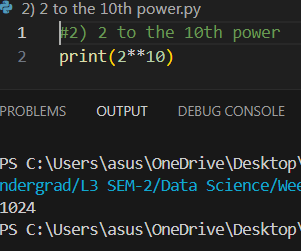 2) 2 to the 10th power.py
1 #2) 2 to the 10th power
2 print(2**10)
PROBLEMS OUTPUT DEBUG CONSOLE
PS C:\Users\asus\OneDrive\Desktop\
ndergrad/L3 SEM-2/Data Science/Wee
1024
PS C:\Users\asus\OneDrive\Desktop\